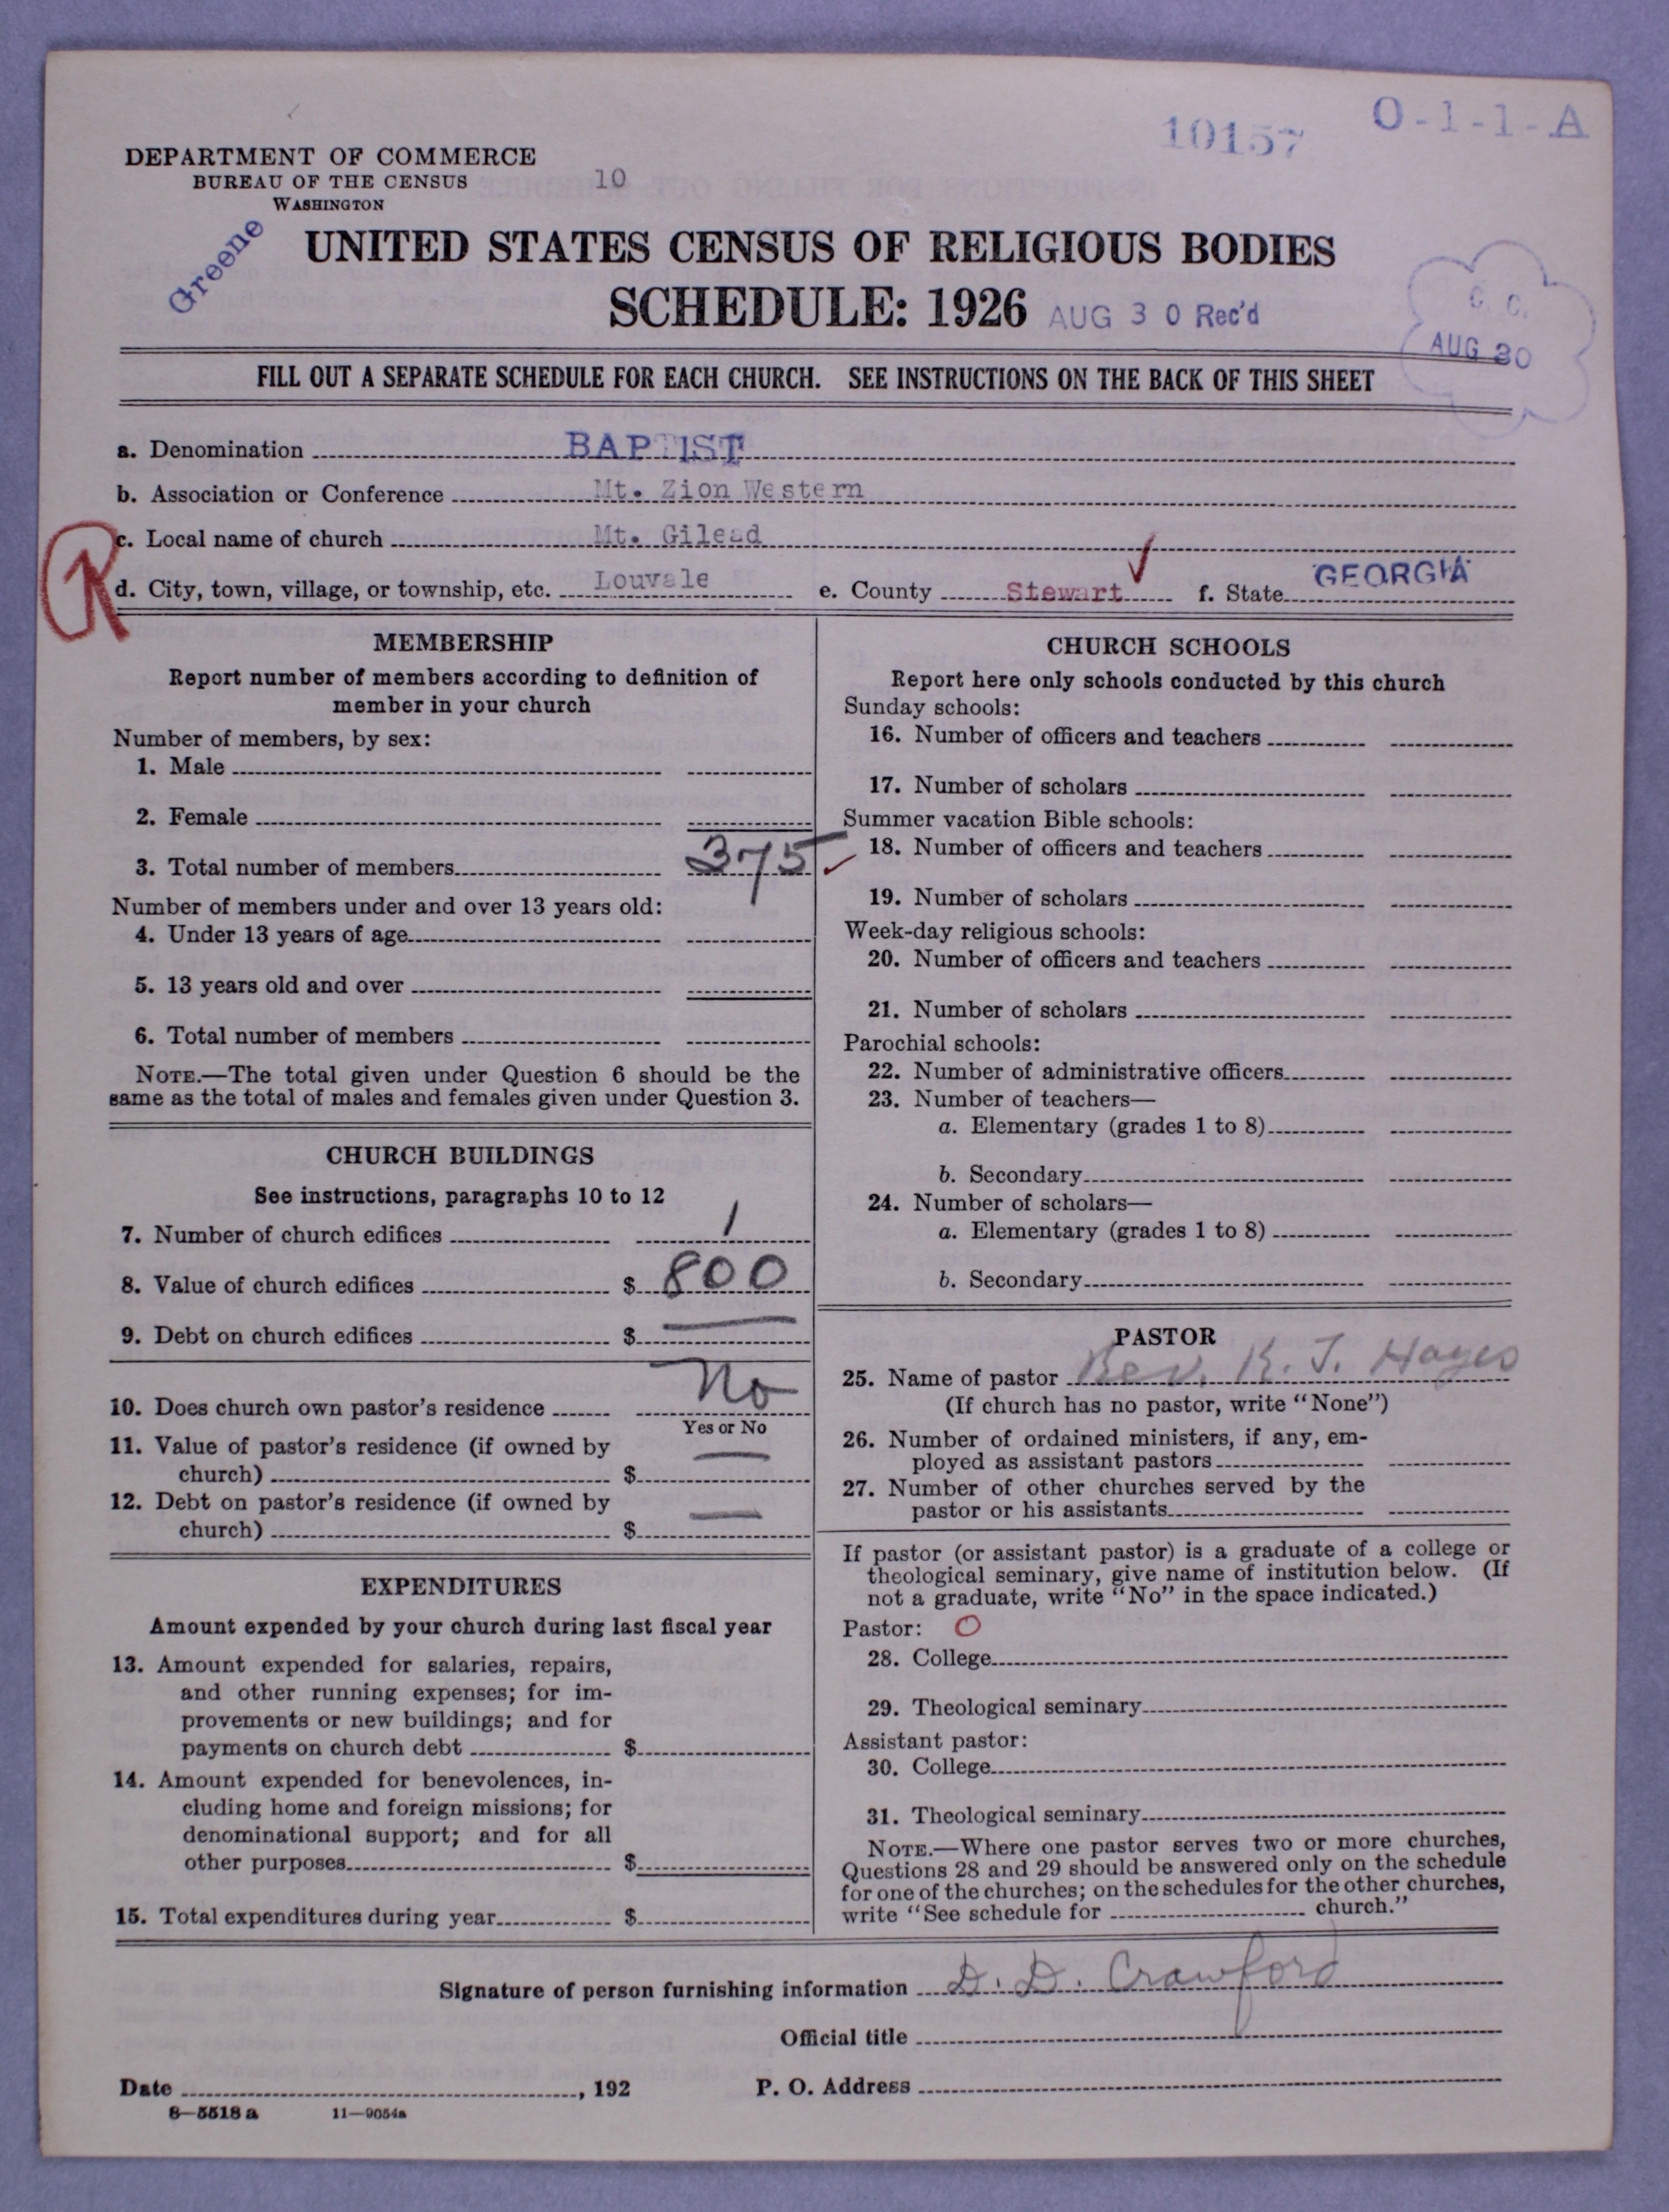 10157 O-1-1-A
DEPARTMENT OF COMMERCE
BUREAU OF THE CENSUS 10
WASHINGTON
Greene
UNITED STATES CENSUS OF RELIGIOUS BODIES
SCHEDULE: 1926 AUG 30 Rec'd
C. C.
AUG 30
FILL OUT A SEPARATE SCHEDULE FOR EACH CHURCH. SEE INSTRUCTIONS ON THE BACK OF THIS SHEET
a. Denomination BAPTIST
b. Association or Conference Mt. Zion Western
c. Local name of church Mt. Gilead
R
d. City, town, village, or township, etc. Louvale e. County Stewart f. State GEORGIA
MEMBERSHIP
Report number of members according to definition of
member in your church
Number of members, by sex:
1. Male
2. Female
3. Total number of members 375
Number of members under and over 13 years old:
4. Under 13 years of age
5. 13 years old and over
6. Total number of members
NOTE.—The total given under Question 6 should be the
same as the total of males and females given under Question 3.
CHURCH BUILDINGS
See instructions, paragraphs 10 to 12
7. Number of church edifices 1
8. Value of church edifices $ 800
9. Debt on church edifices $ —
10. Does church own pastor's residence No
Yes or No
11. Value of pastor's residence (if owned by
church) $ —
12. Debt on pastor's residence (if owned by
church) $ —
EXPENDITURES
Amount expended by your church during last fiscal year
13. Amount expended for salaries, repairs,
and other running expenses; for im-
provements or new buildings; and for
payments on church debt $
14. Amount expended for benevolences, in-
cluding home and foreign missions; for
denominational support; and for all
other purposes $
15. Total expenditures during year $
CHURCH SCHOOLS
Report here only schools conducted by this church
Sunday schools:
16. Number of officers and teachers
17. Number of scholars
Summer vacation Bible schools:
18. Number of officers and teachers
19. Number of scholars
Week-day religious schools:
20. Number of officers and teachers
21. Number of scholars
Parochial schools:
22. Number of administrative officers
23. Number of teachers—
a. Elementary (grades 1 to 8)
b. Secondary
24. Number of scholars—
a. Elementary (grades 1 to 8)
b. Secondary
PASTOR
25. Name of pastor Rev. K. J. Hayes
(If church has no pastor, write "None")
26. Number of ordained ministers, if any, em-
ployed as assistant pastors
27. Number of other churches served by the
pastor or his assistants
If pastor (or assistant pastor) is a graduate of a college or
theological seminary, give name of institution below. (If
not a graduate, write "No" in the space indicated.)
Pastor: O
28. College
29. Theological seminary
Assistant pastor:
30. College
31. Theological seminary
NOTE.—Where one pastor serves two or more churches,
Questions 28 and 29 should be answered only on the schedule
for one of the churches; on the schedules for the other churches,
write "See schedule for church."
Signature of person furnishing information D. D. Crawford
Official title
Date , 192 P. O. Address
8—5518 a 11—9054a